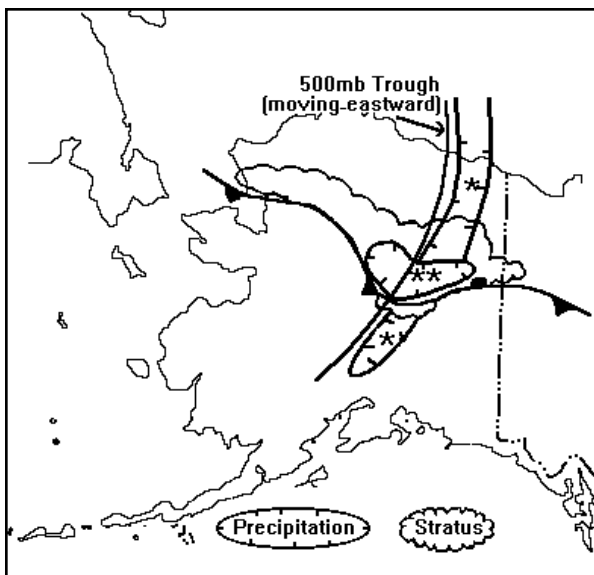 500mb Trough
(moving eastward)
*
**
*
Precipitation
Stratus